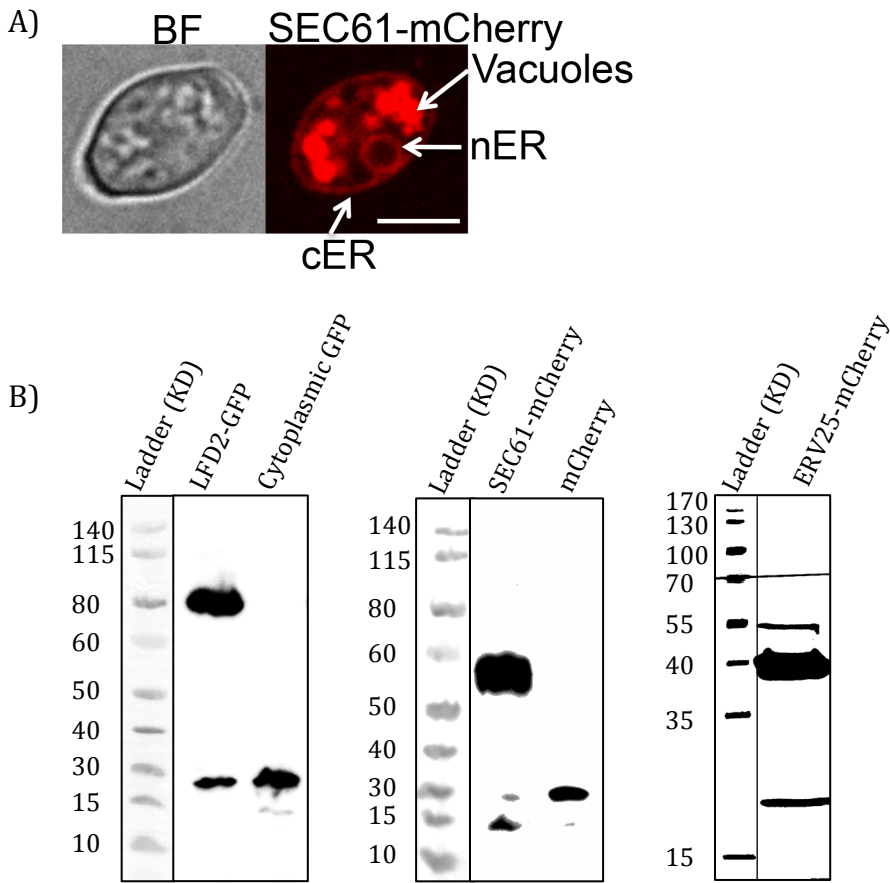 A)
BF
SEC61-mCherry
Vacuoles
nER
cER
B)
Ladder (KD)
LFD2-GFP
Cytoplasmic GFP
140
115
80
60
50
40
30
15
10
Ladder (KD)
SEC61-mCherry
mCherry
140
115
80
60
50
40
30
15
10
Ladder (KD)
ERV25-mCherry
170
130
100
70
55
40
35
15